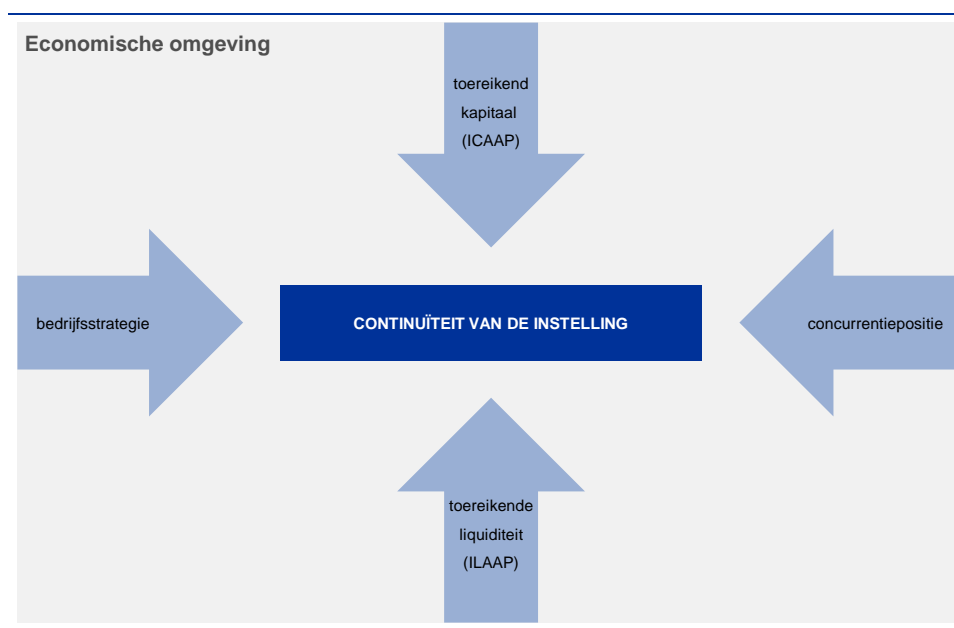 Economische omgeving
toereikend
kapitaal
(ICAAP)
bedrijfsstrategie
CONTINUÏTEIT VAN DE INSTELLING
concurrentiepositie
toereikende
liquiditeit
(ILAAP)